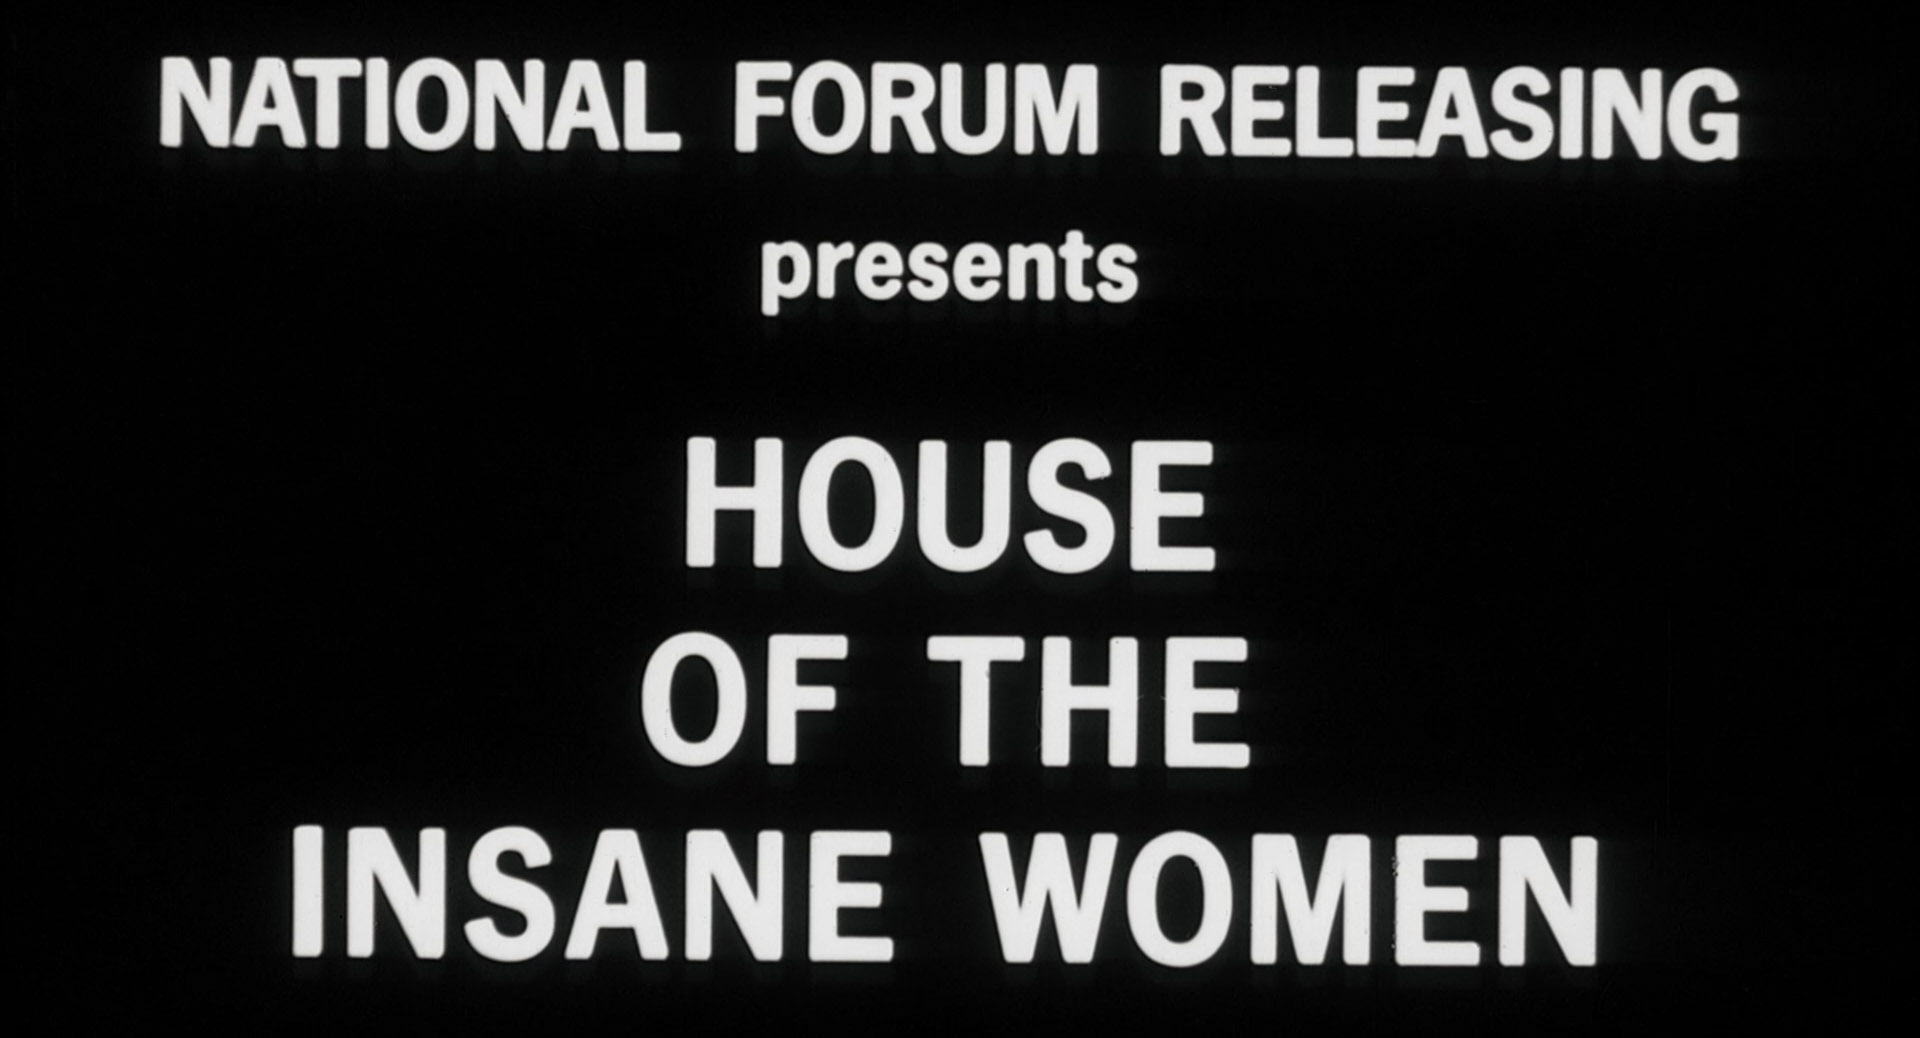 NATIONAL FORUM RELEASING
presents
HOUSE
OF THE
INSANE WOMEN